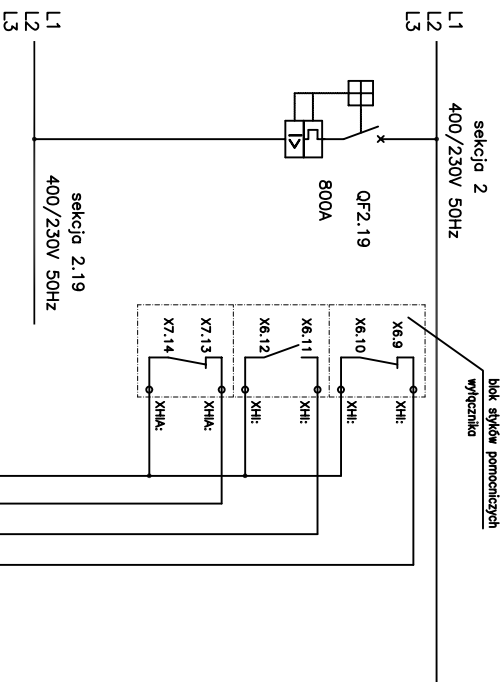 L1
L2
L3
sekcja 2
400/230V 50Hz
QF2.19
800A
L1
L2
L3
sekcja 2.19
400/230V 50Hz
blok styków pomocniczych
wyłącznika
X6.9
X6.10
X6.11
X6.12
X7.13
X7.14
XHI:
XHI:
XHI:
XHI:
XHIA:
XHIA: